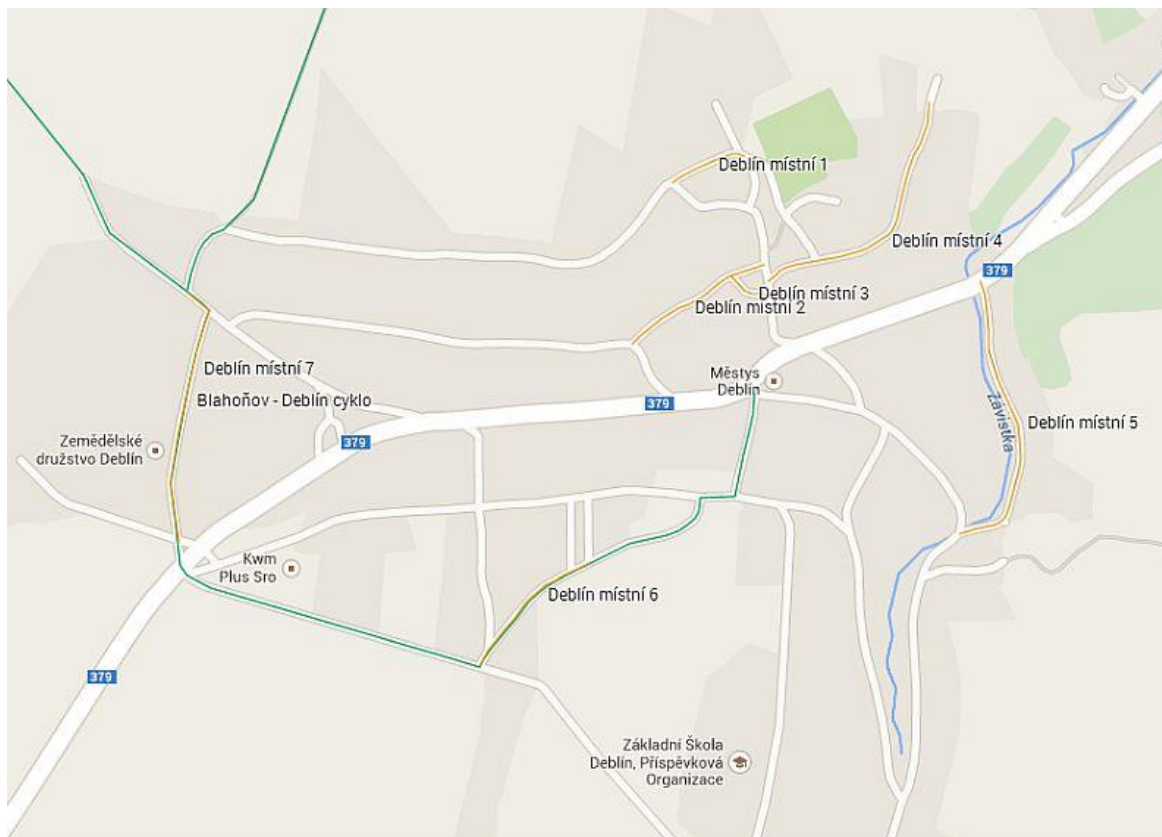 Deblín místní 1
Deblín místní 4
379
Deblín místní 3
Deblín místní 2
Deblín místní 7
Městys
Deblín
Blahoňov - Deblín cyklo
379
Závistka
Deblín místní 5
379
Zemědělské
družstvo Deblín
Kwm
Plus Sro
Deblín místní 6
379
Základní Škola
Deblín, Příspěvková
Organizace